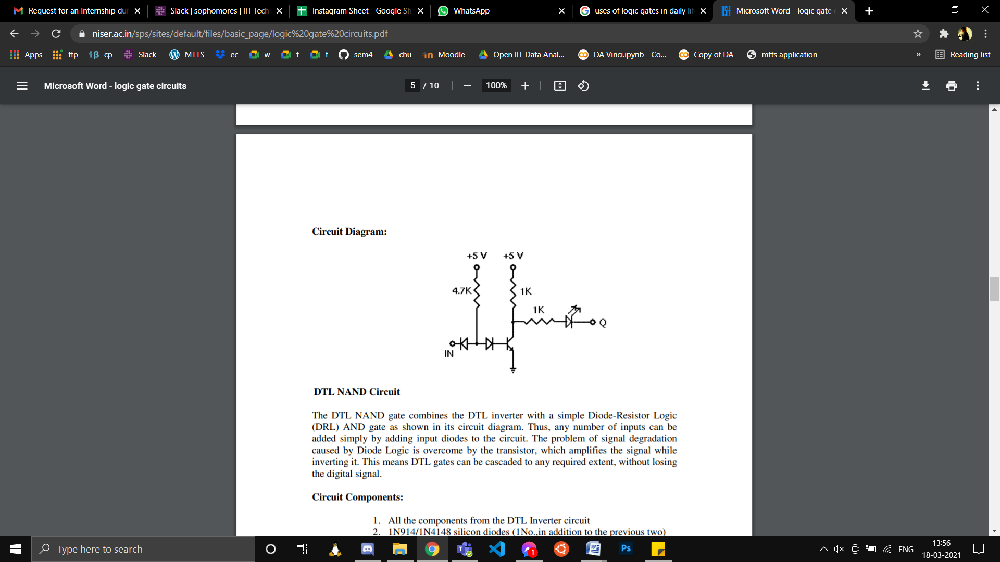 Request for an Internship dur
Slack | sophomores | IIT Tech
Instagram Sheet - Google Sh
WhatsApp
uses of logic gates in daily lif
Microsoft Word - logic gate c
niser.ac.in/sps/sites/default/files/basic_page/logic%20gate%20circuits.pdf
Apps
ftp
iβ cp
Slack
MTTS
ec
w
t
f
sem4
chu
Moodle
Open IIT Data Anal...
DA Vinci.ipynb - Co...
Copy of DA
mtts application
»
Reading list
Microsoft Word - logic gate circuits
5 / 10
100%
Circuit Diagram:
+5 V +5 V
4.7K 1K
1K
Q
IN
DTL NAND Circuit
The DTL NAND gate combines the DTL inverter with a simple Diode-Resistor Logic
(DRL) AND gate as shown in its circuit diagram. Thus, any number of inputs can be
added simply by adding input diodes to the circuit. The problem of signal degradation
caused by Diode Logic is overcome by the transistor, which amplifies the signal while
inverting it. This means DTL gates can be cascaded to any required extent, without losing
the digital signal.
Circuit Components:
1. All the components from the DTL Inverter circuit
2. 1N914/1N4148 silicon diodes (1No.,in addition to the previous two)
Type here to search
1
Ps
ENG
13:56
18-03-2021